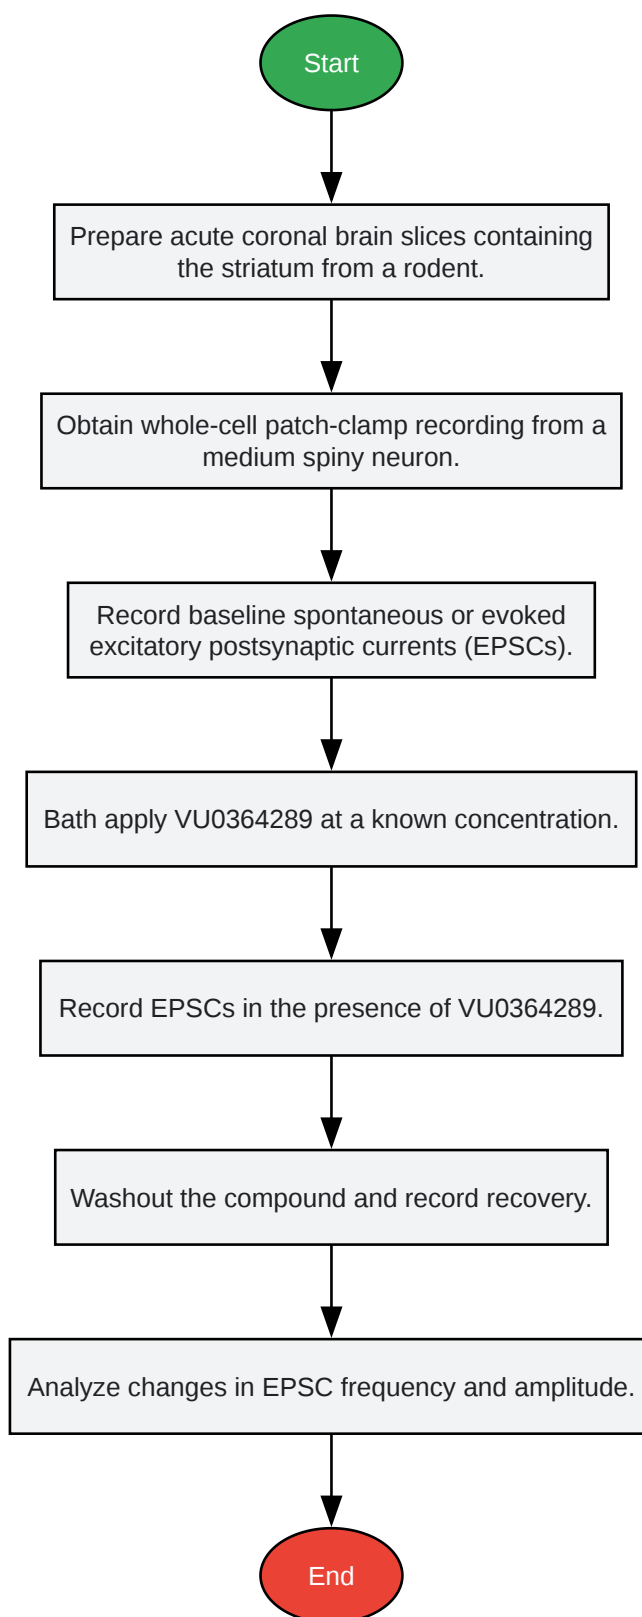 Start
Prepare acute coronal brain slices containing
the striatum from a rodent.
Obtain whole-cell patch-clamp recording from a
medium spiny neuron.
Record baseline spontaneous or evoked
excitatory postsynaptic currents (EPSCs).
Bath apply VU0364289 at a known concentration.
Record EPSCs in the presence of VU0364289.
Washout the compound and record recovery.
Analyze changes in EPSC frequency and amplitude.
End